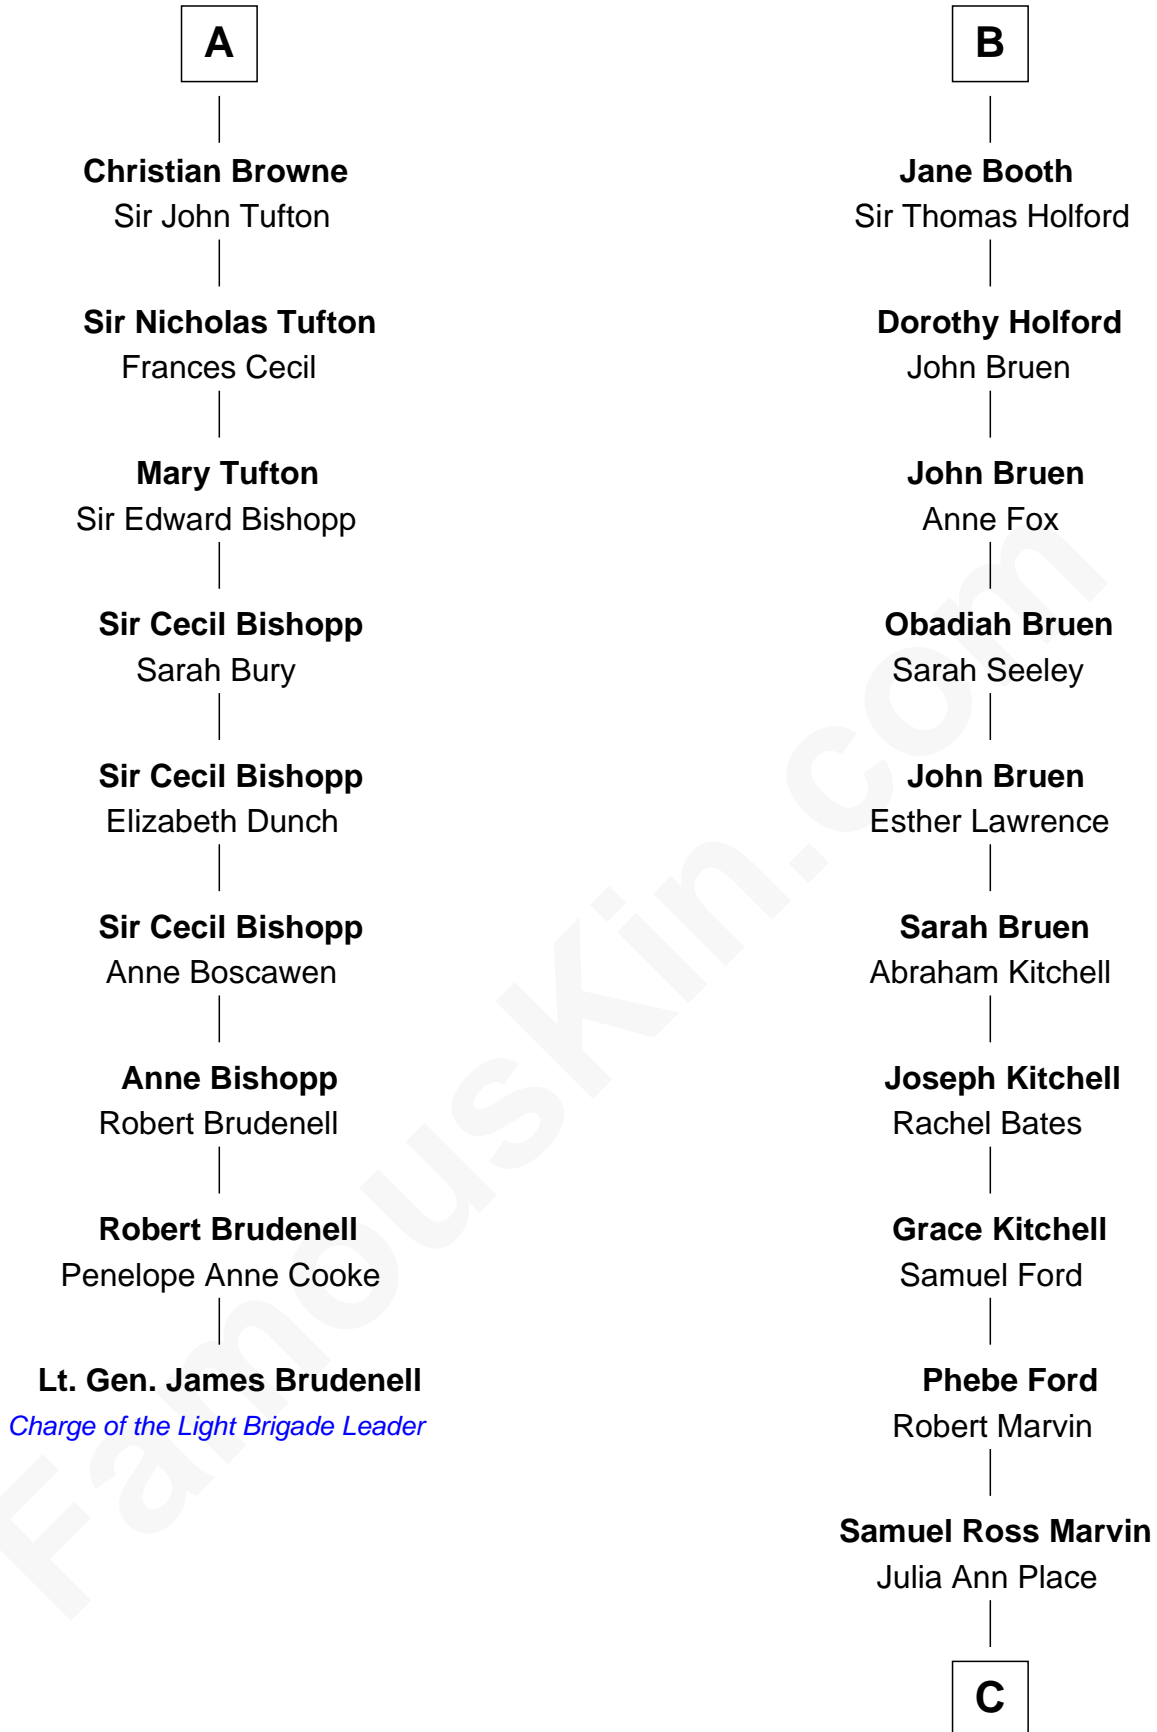 A
Christian Browne
Sir John Tufton
Sir Nicholas Tufton
Frances Cecil
Mary Tufton
Sir Edward Bishopp
Sir Cecil Bishopp
Sarah Bury
Sir Cecil Bishopp
Elizabeth Dunch
Sir Cecil Bishopp
Anne Boscawen
Anne Bishopp
Robert Brudenell
Robert Brudenell
Penelope Anne Cooke
Lt. Gen. James Brudenell
Charge of the Light Brigade Leader
B
Jane Booth
Sir Thomas Holford
Dorothy Holford
John Bruen
John Bruen
Anne Fox
Obadiah Bruen
Sarah Seeley
John Bruen
Esther Lawrence
Sarah Bruen
Abraham Kitchell
Joseph Kitchell
Rachel Bates
Grace Kitchell
Samuel Ford
Phebe Ford
Robert Marvin
Samuel Ross Marvin
Julia Ann Place
C
FamousKin.com